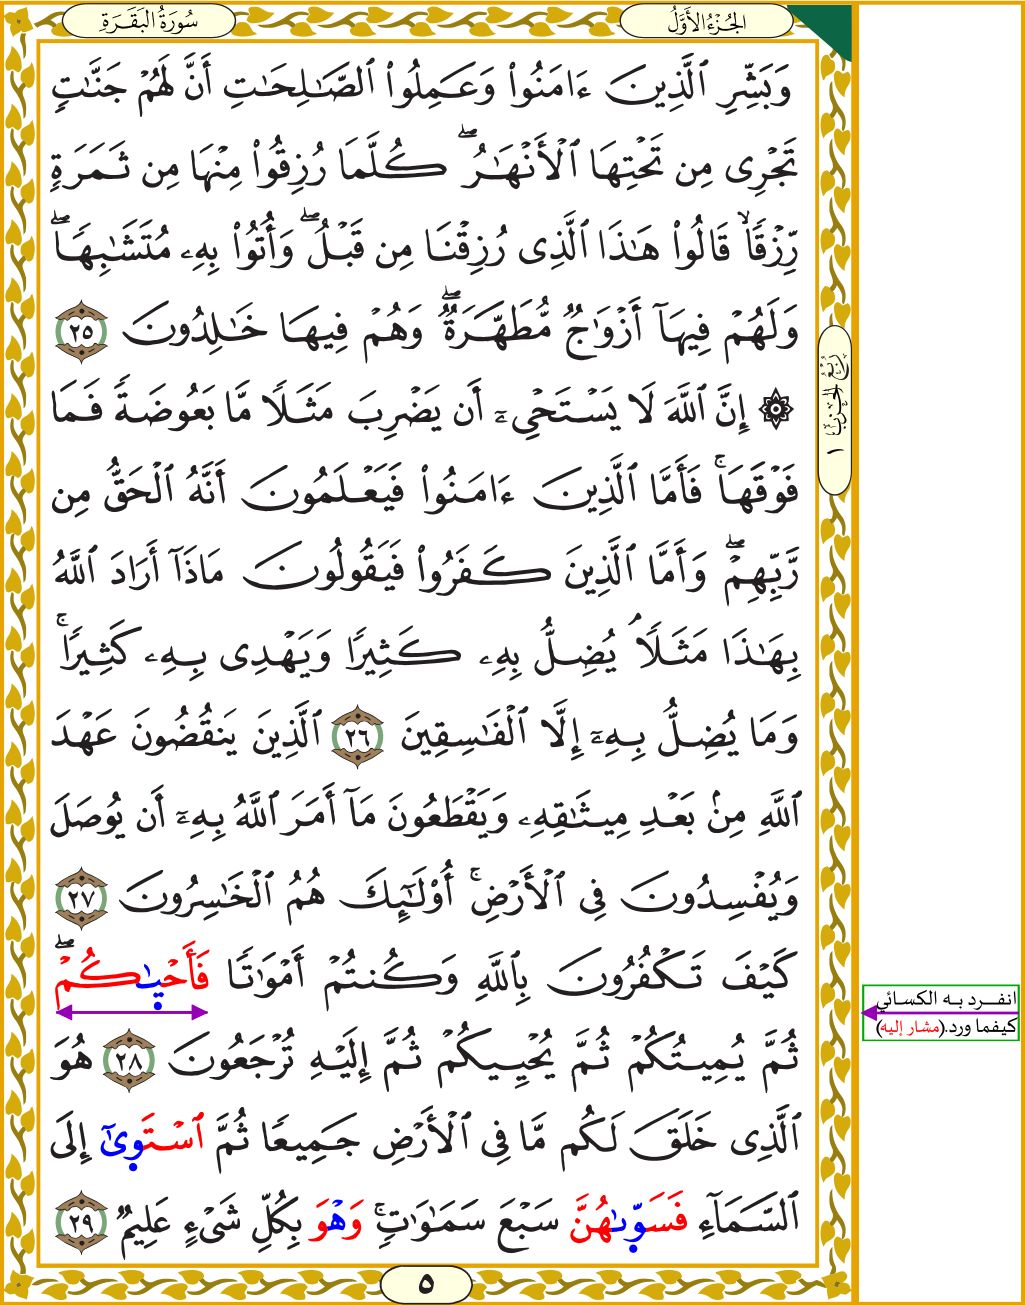 سُورَةُ البَقَرَةِ
الجُزْءُ الأَوَّلُ
وَبَشِّرِ ٱلَّذِينَ ءَامَنُواْ وَعَمِلُواْ ٱلصَّـٰلِحَـٰتِ أَنَّ لَهُمْ جَنَّـٰتٍ
تَجْرِى مِن تَحْتِهَا ٱلْأَنْهَـٰرُۖ كُلَّمَا رُزِقُواْ مِنْهَا مِن ثَمَرَةٍ
رِّزْقًاۙ قَالُواْ هَـٰذَا ٱلَّذِى رُزِقْنَا مِن قَبْلُۖ وَأُتُواْ بِهِۦ مُتَشَـٰبِهًاۖ
وَلَهُمْ فِيهَآ أَزْوَٰجٌ مُّطَهَّرَةٌۖ وَهُمْ فِيهَا خَـٰلِدُونَ ٢٥
۞ إِنَّ ٱللَّهَ لَا يَسْتَحْىِۦٓ أَن يَضْرِبَ مَثَلًا مَّا بَعُوضَةً فَمَا
فَوْقَهَاۚ فَأَمَّا ٱلَّذِينَ ءَامَنُواْ فَيَعْلَمُونَ أَنَّهُ ٱلْحَقُّ مِن
رَّبِّهِمْۖ وَأَمَّا ٱلَّذِينَ كَفَرُواْ فَيَقُولُونَ مَاذَآ أَرَادَ ٱللَّهُ
بِهَـٰذَا مَثَلًاۘ يُضِلُّ بِهِۦ كَثِيرًا وَيَهْدِى بِهِۦ كَثِيرًاۚ
وَمَا يُضِلُّ بِهِۦٓ إِلَّا ٱلْفَـٰسِقِينَ ٢٦ ٱلَّذِينَ يَنقُضُونَ عَهْدَ
ٱللَّهِ مِنۢ بَعْدِ مِيثَـٰقِهِۦ وَيَقْطَعُونَ مَآ أَمَرَ ٱللَّهُ بِهِۦٓ أَن يُوصَلَ
وَيُفْسِدُونَ فِى ٱلْأَرْضِۚ أُوْلَـٰٓئِكَ هُمُ ٱلْخَـٰسِرُونَ ٢٧
كَيْفَ تَكْفُرُونَ بِٱللَّهِ وَكُنتُمْ أَمْوَٰتًا فَأَحْيـٰكُمْۖ
ثُمَّ يُمِيتُكُمْ ثُمَّ يُحْيِيكُمْ ثُمَّ إِلَيْهِ تُرْجَعُونَ ٢٨ هُوَ
ٱلَّذِى خَلَقَ لَكُم مَّا فِى ٱلْأَرْضِ جَمِيعًا ثُمَّ ٱسْتَوِىٰٓ إِلَى
ٱلسَّمَآءِ فَسَوّىٰهُنَّ سَبْعَ سَمَـٰوَٰتٍۚ وَهْوَ بِكُلِّ شَىْءٍ عَلِيمٌ ٢٩
رُبْعُ الحِزْبِ ١
انفرد به الكسائي
كيفما ورد.(مشار إليه)
٥